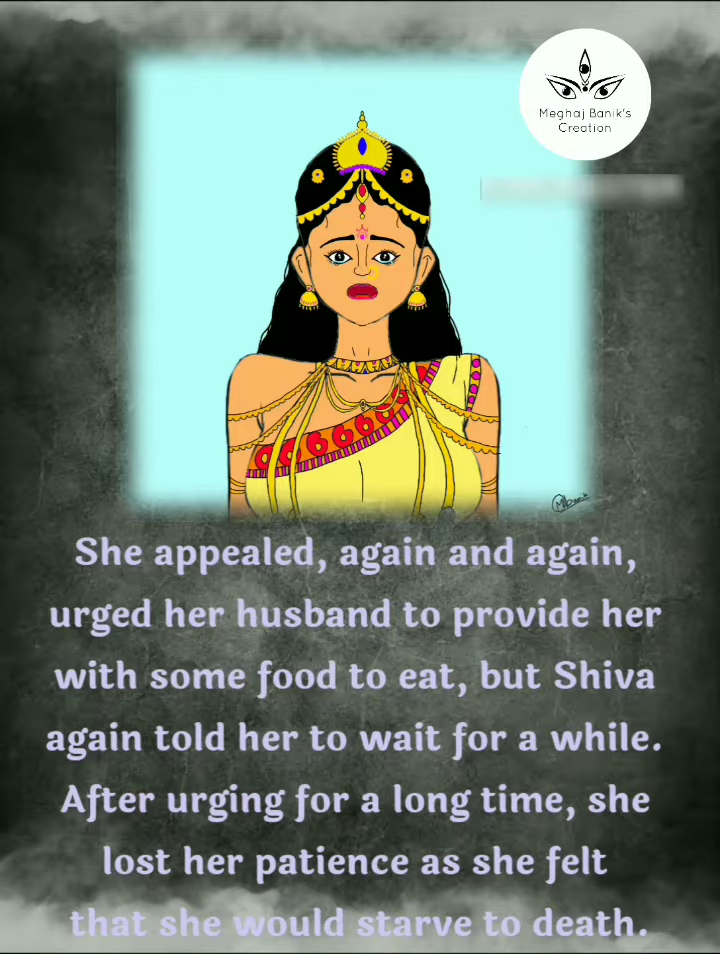 Meghaj Banik's
Creation
She appealed, again and again,
urged her husband to provide her
with some food to eat, but Shiva
again told her to wait for a while.
After urging for a long time, she
lost her patience as she felt
that she would starve to death.